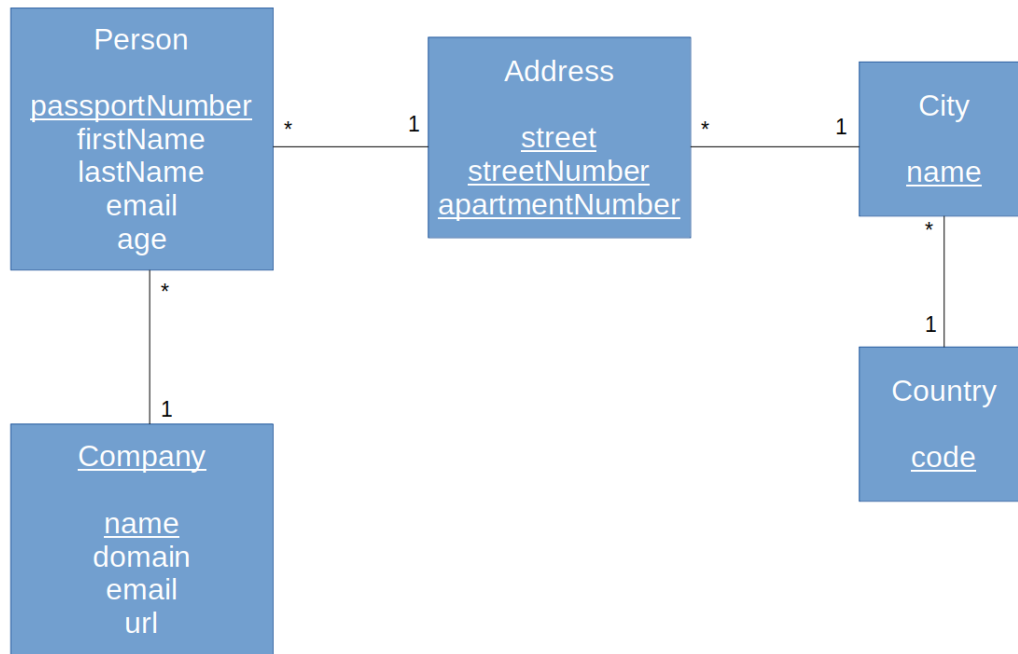 Person
passportNumber
firstName
lastName
email
age
* 1
Address
street
streetNumber
apartmentNumber
* 1
City
name
*
1
Country
code
*
1
Company
name
domain
email
url